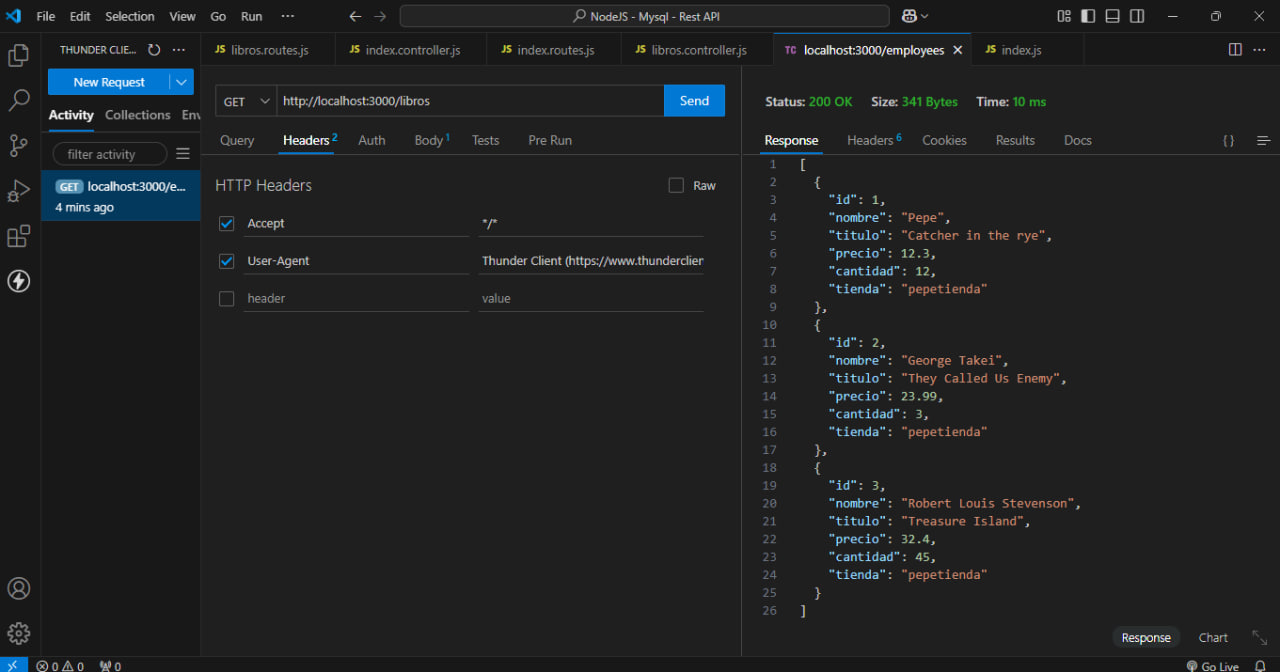 File Edit Selection View Go Run ··· NodeJS - Mysql - Rest API
THUNDER CLIE... ···
JS libros.routes.js JS index.controller.js JS index.routes.js JS libros.controller.js TC localhost:3000/employees JS index.js ···
New Request
Activity Collections Env
filter activity
GET localhost:3000/e...
4 mins ago
GET http://localhost:3000/libros Send
Query Headers 2 Auth Body 1 Tests Pre Run
HTTP Headers Raw
Accept */*
User-Agent Thunder Client (https://www.thunderclien
header value
Status: 200 OK Size: 341 Bytes Time: 10 ms
Response Headers 6 Cookies Results Docs { }
1 [
2 {
3 "id": 1,
4 "nombre": "Pepe",
5 "titulo": "Catcher in the rye",
6 "precio": 12.3,
7 "cantidad": 12,
8 "tienda": "pepetienda"
9 },
10 {
11 "id": 2,
12 "nombre": "George Takei",
13 "titulo": "They Called Us Enemy",
14 "precio": 23.99,
15 "cantidad": 3,
16 "tienda": "pepetienda"
17 },
18 {
19 "id": 3,
20 "nombre": "Robert Louis Stevenson",
21 "titulo": "Treasure Island",
22 "precio": 32.4,
23 "cantidad": 45,
24 "tienda": "pepetienda"
25 }
26 ]
Response Chart
0 0 0 Go Live